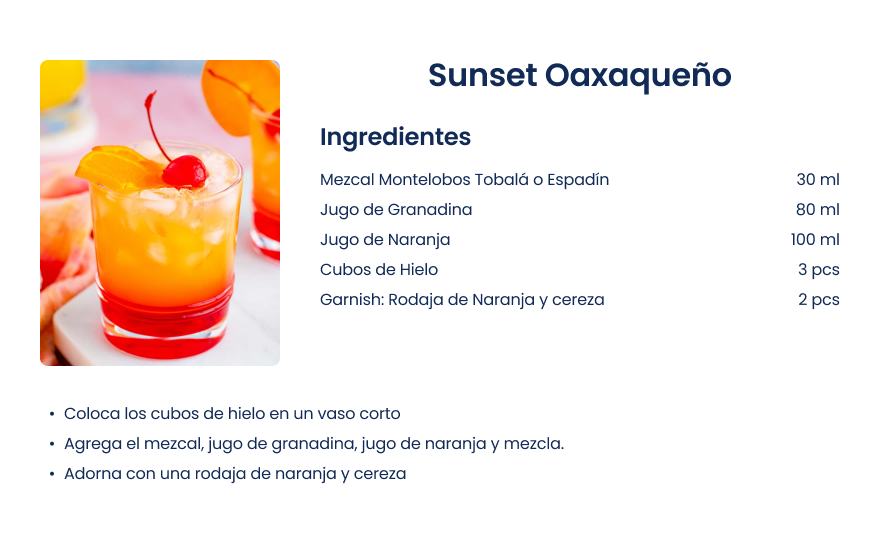 Sunset Oaxaqueño
Ingredientes
Mezcal Montelobos Tobalá o Espadín 30 ml
Jugo de Granadina 80 ml
Jugo de Naranja 100 ml
Cubos de Hielo 3 pcs
Garnish: Rodaja de Naranja y cereza 2 pcs
• Coloca los cubos de hielo en un vaso corto
• Agrega el mezcal, jugo de granadina, jugo de naranja y mezcla.
• Adorna con una rodaja de naranja y cereza